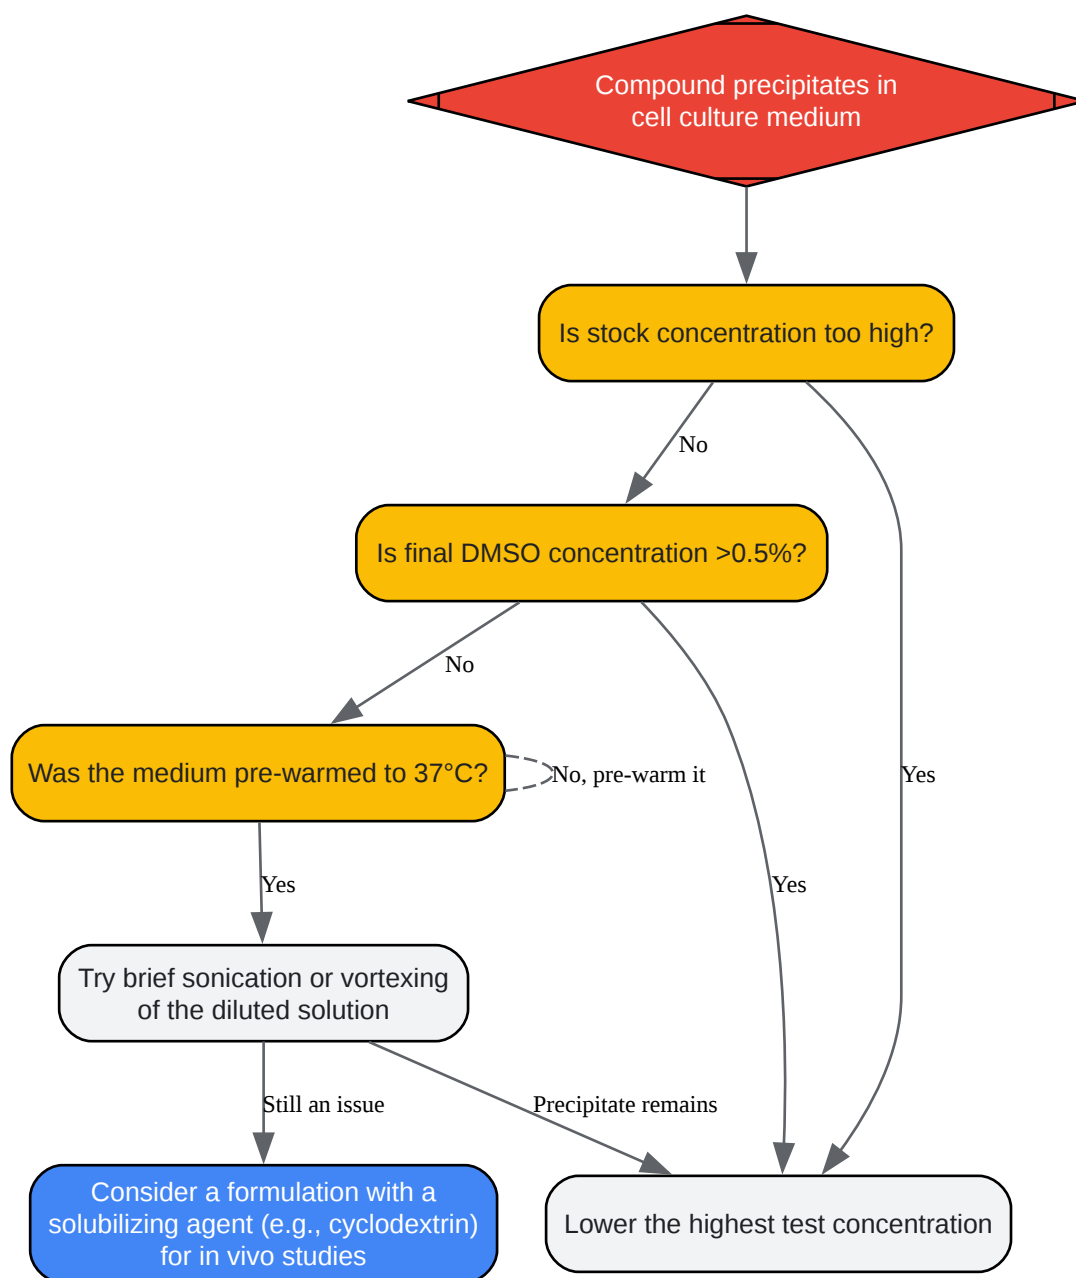 Compound precipitates in
cell culture medium
Is stock concentration too high?
No
Is final DMSO concentration >0.5%?
No
Was the medium pre-warmed to 37°C?
No, pre-warm it
Yes
Yes
Yes
Try brief sonication or vortexing
of the diluted solution
Still an issue
Precipitate remains
Consider a formulation with a
solubilizing agent (e.g., cyclodextrin)
for in vivo studies
Lower the highest test concentration